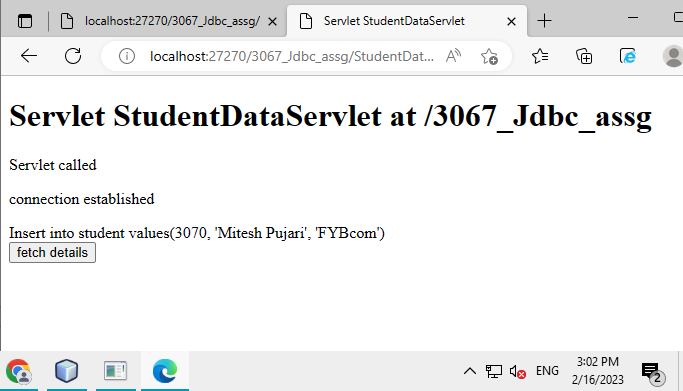 localhost:27270/3067_Jdbc_assg/
Servlet StudentDataServlet
localhost:27270/3067_Jdbc_assg/StudentDat...
Servlet StudentDataServlet at /3067_Jdbc_assg
Servlet called
connection established
Insert into student values(3070, 'Mitesh Pujari', 'FYBcom')
fetch details
ENG
3:02 PM
2/16/2023
2